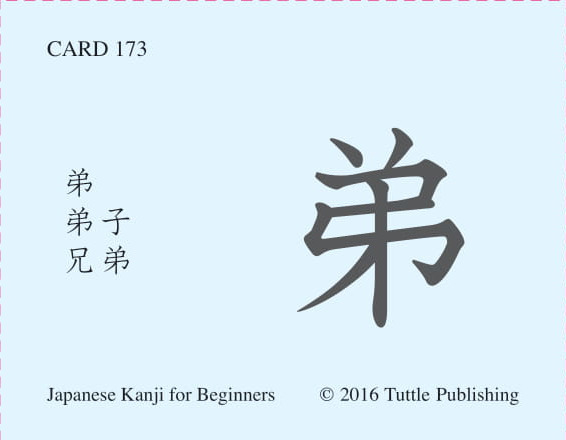 CARD 173
弟
弟子
兄弟
弟
Japanese Kanji for Beginners
© 2016 Tuttle Publishing